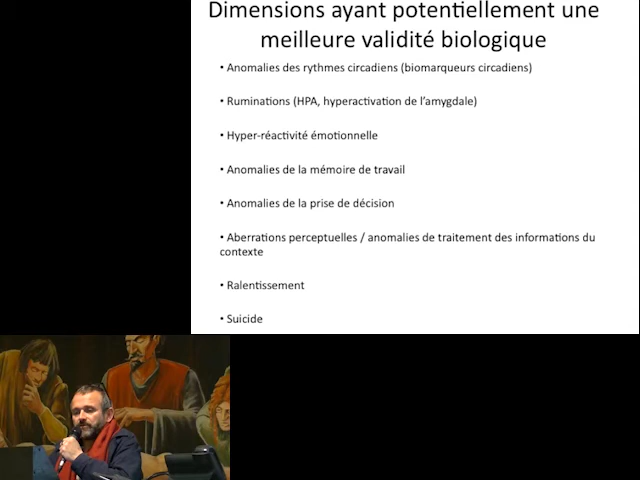 Dimensions ayant potentiellement une
meilleure validité biologique
• Anomalies des rythmes circadiens (biomarqueurs circadiens)
• Ruminations (HPA, hyperactivation de l'amygdale)
• Hyper-réactivité émotionnelle
• Anomalies de la mémoire de travail
• Anomalies de la prise de décision
• Aberrations perceptuelles / anomalies de traitement des informations du
contexte
• Ralentissement
• Suicide